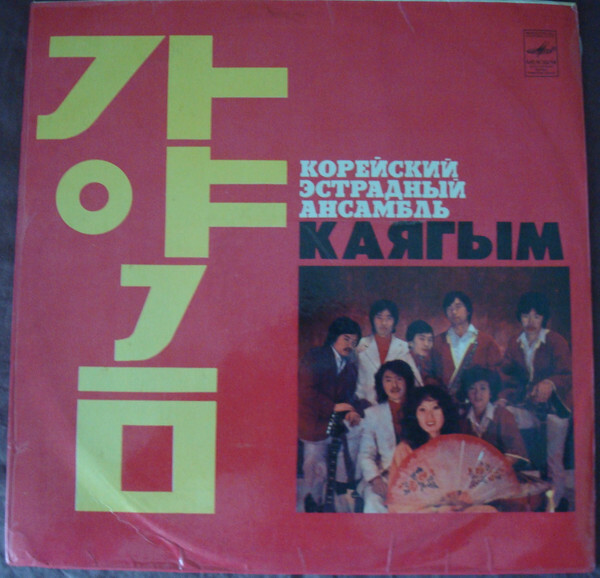 가
야
금
КОРЕЙСКИЙ
ЭСТРАДНЫЙ
АНСАМБЛЬ
КАЯГЫМ